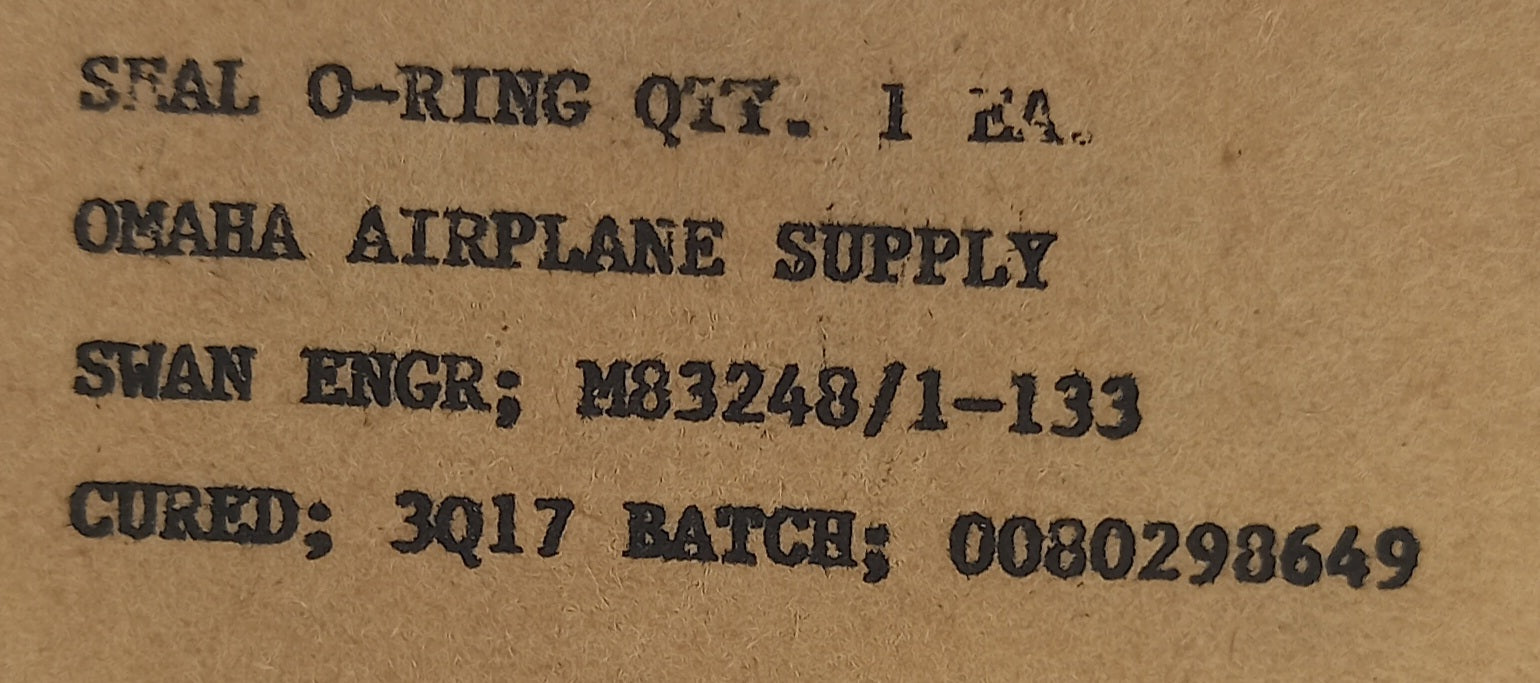 SEAL O-RING QTY. 1 EA.
OMAHA AIRPLANE SUPPLY
SWAN ENGR; M83248/1-133
CURED; 3Q17 BATCH; 0080298649